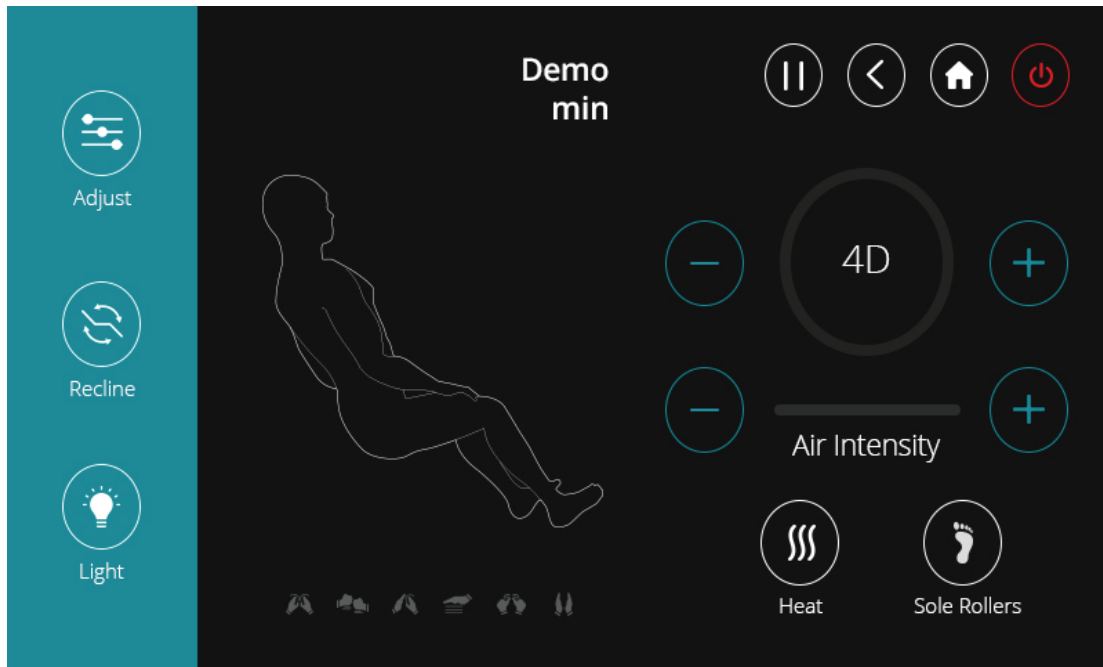 Demo
min
Adjust
4D
Recline
Air Intensity
Light
Heat
Sole Rollers